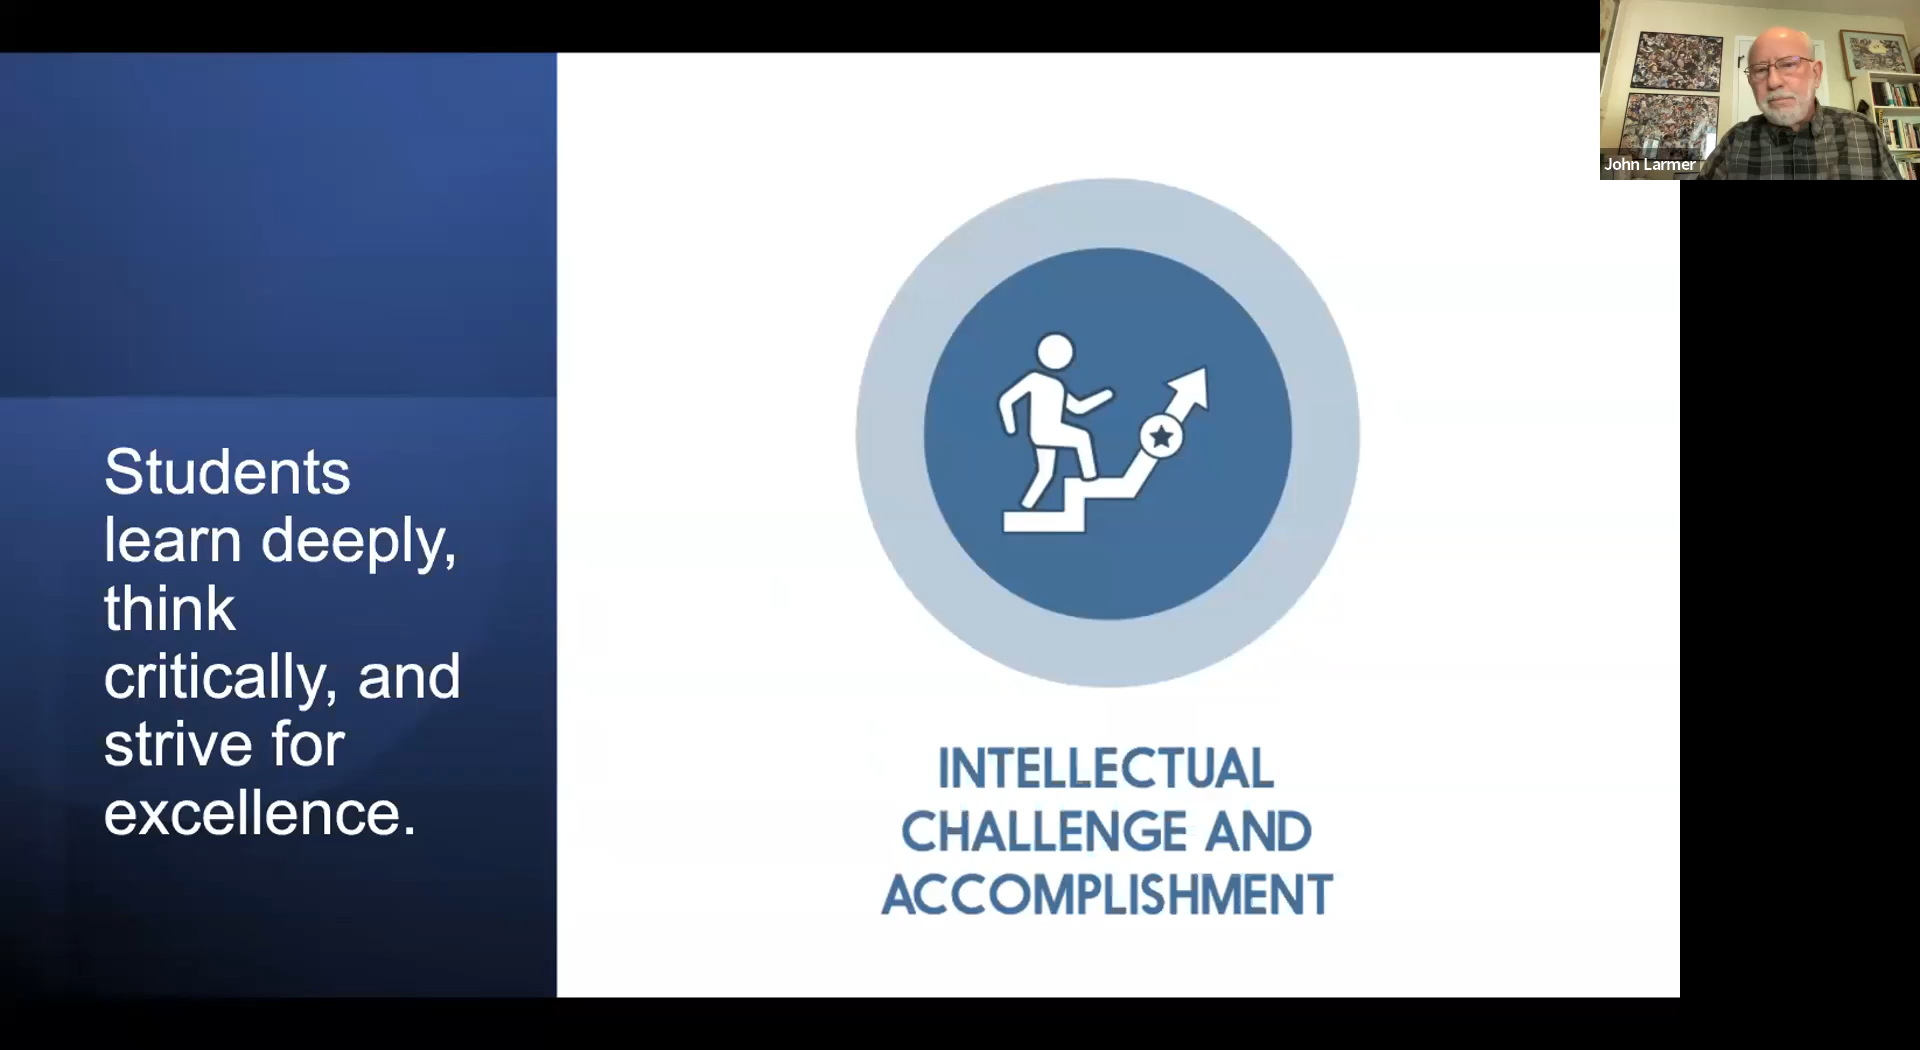 Students
learn deeply,
think
critically, and
strive for
excellence.
INTELLECTUAL
CHALLENGE AND
ACCOMPLISHMENT
John Larmer